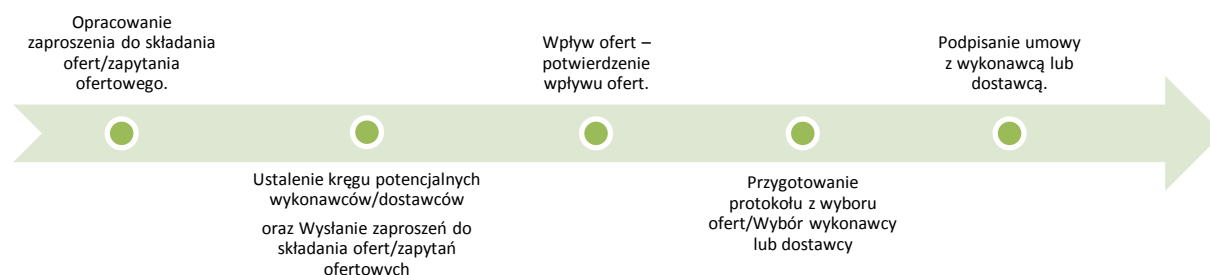 Opracowanie
zaproszenia do składania
ofert/zapytania
ofertowego.
Ustalenie kręgu potencjalnych
wykonawców/dostawców
oraz Wysłanie zaproszeń do
składania ofert/zapytań
ofertowych
Wpływ ofert –
potwierdzenie
wpływu ofert.
Przygotowanie
protokołu z wyboru
ofert/Wybór wykonawcy
lub dostawcy
Podpisanie umowy
z wykonawcą lub
dostawcą.